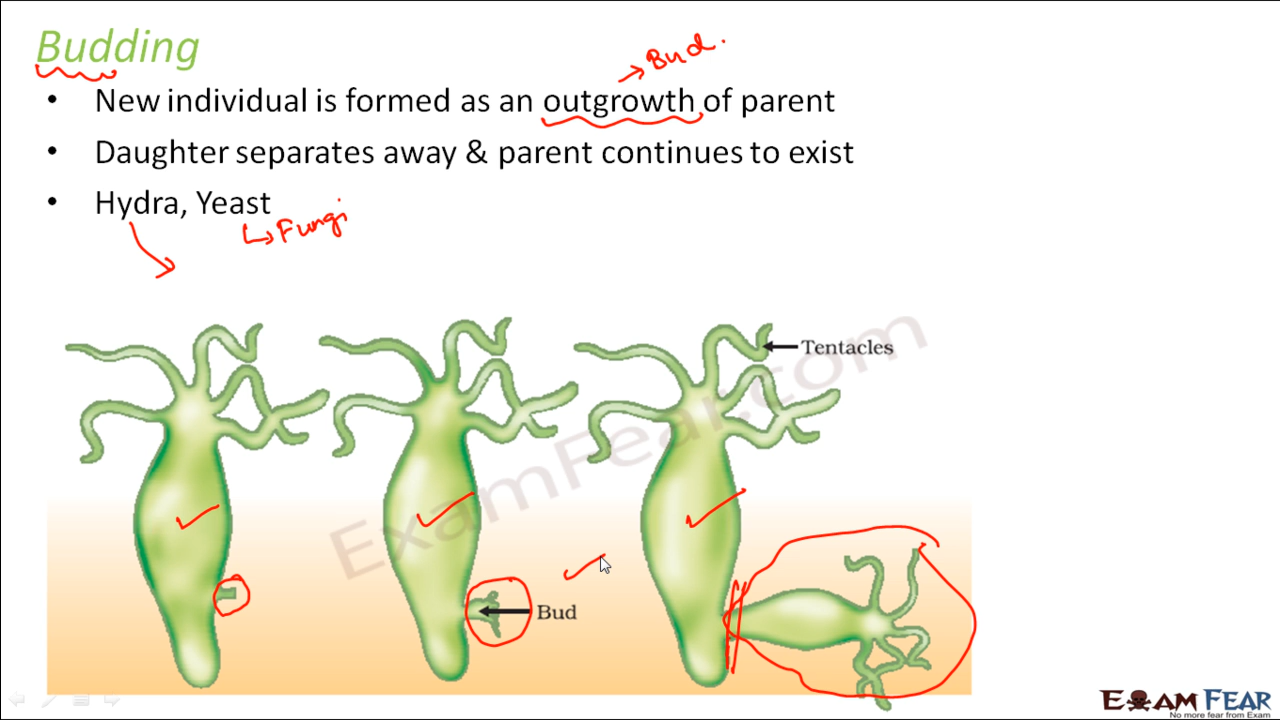 Budding
→Bud.
• New individual is formed as an outgrowth of parent
• Daughter separates away & parent continues to exist
• Hydra, Yeast
↳Fungi
Tentacles
ExamFear.com
Bud
EXAM FEAR
No more fear from Exam